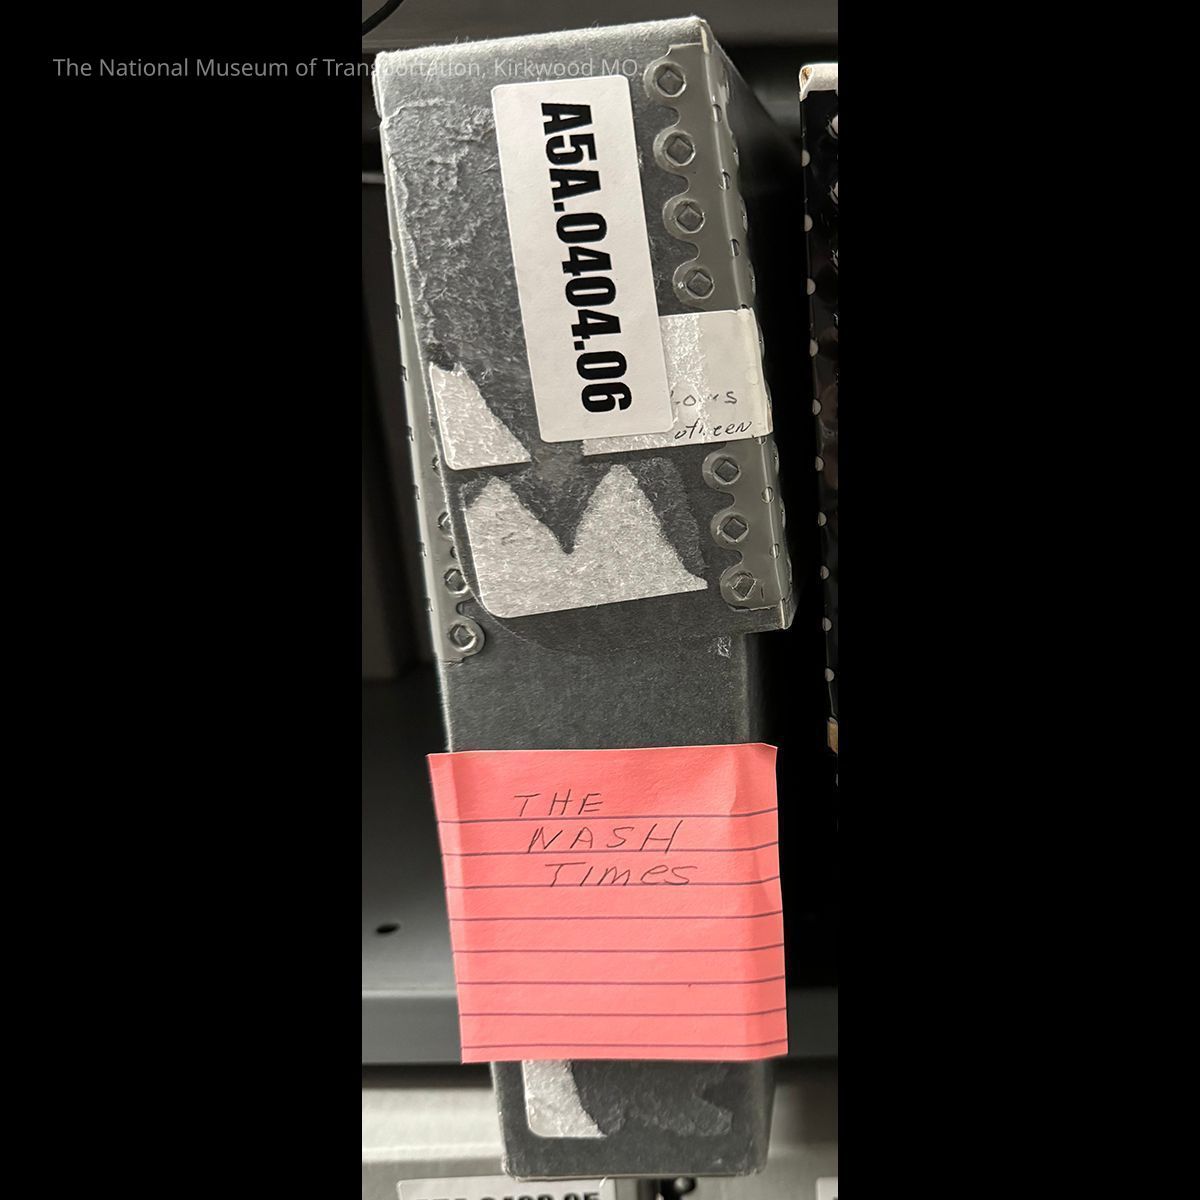 The National Museum of Transportation, Kirkwood MO.
A5A.0404.06
THE
NASH
Times